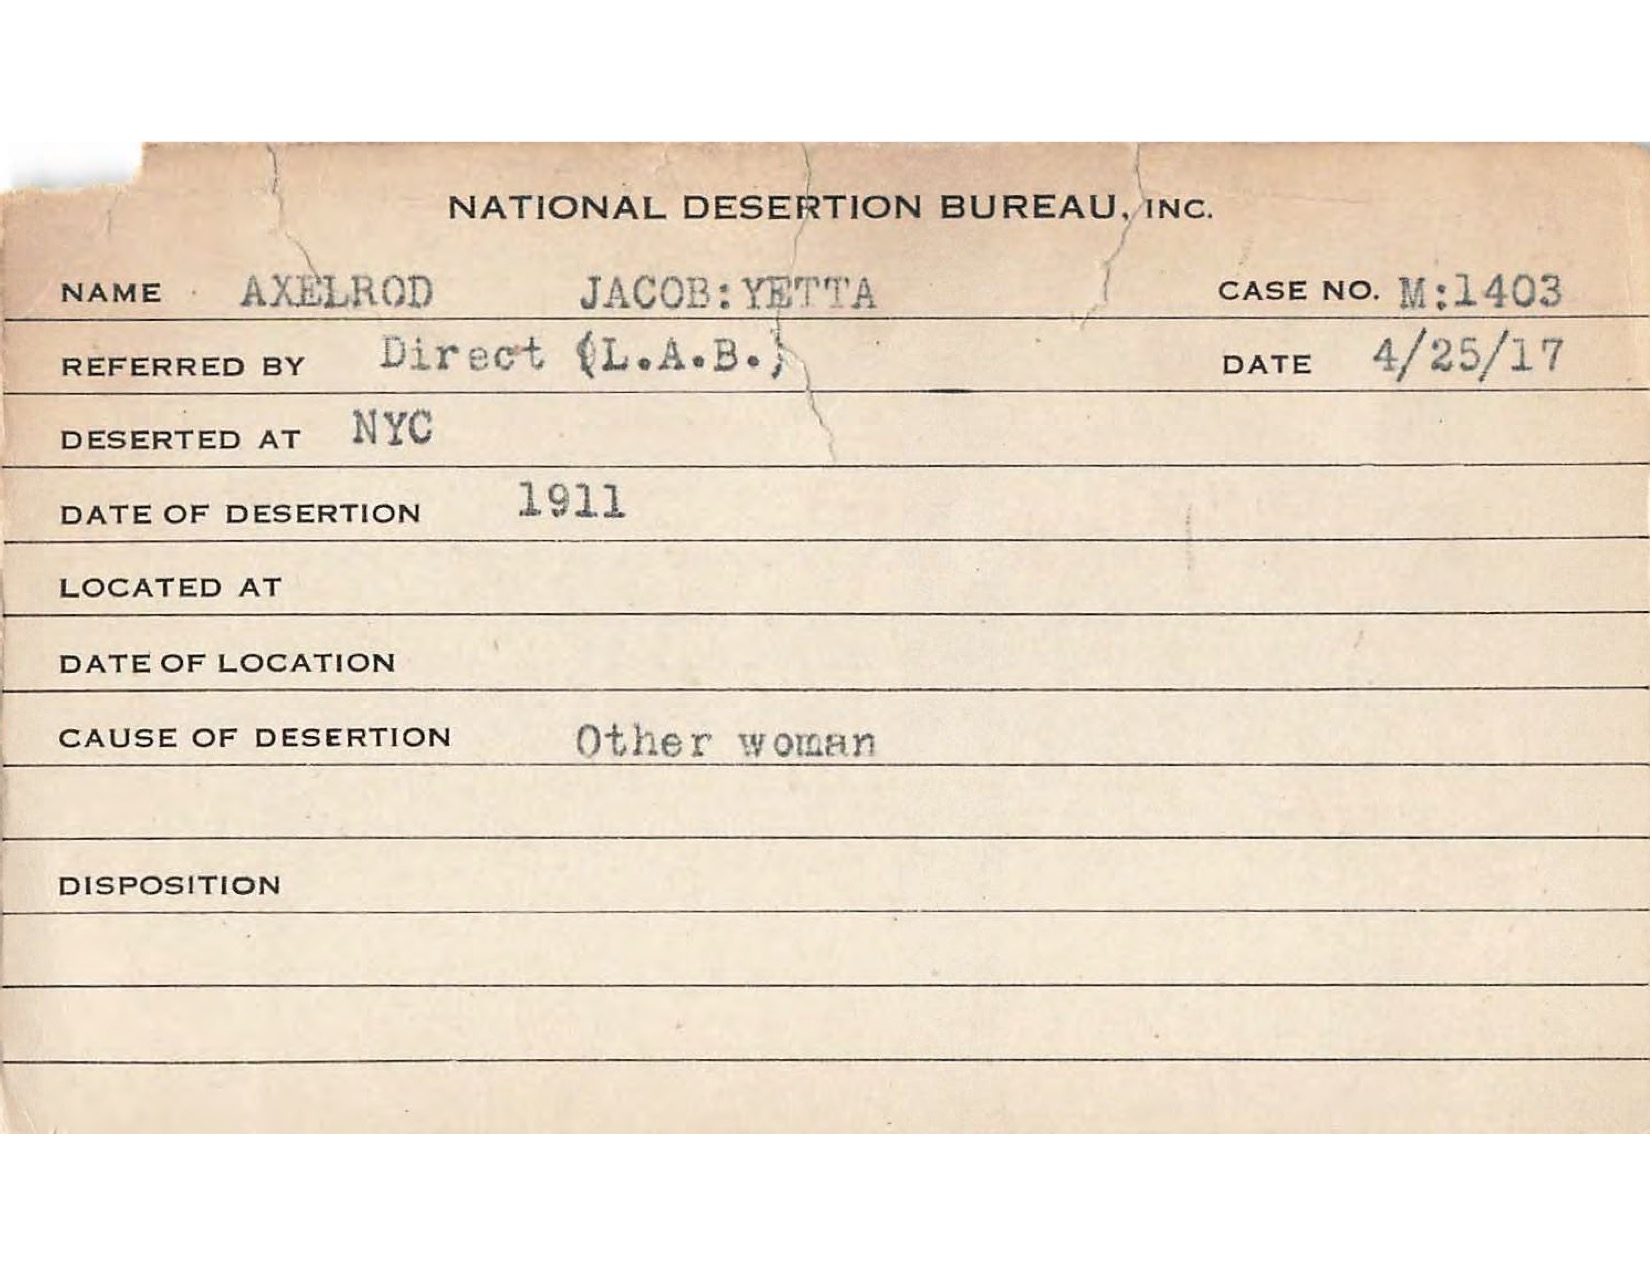 NATIONAL DESERTION BUREAU, INC.
NAME AXELROD JACOB:YETTA CASE NO. M:1403
REFERRED BY Direct (L.A.B.) DATE 4/25/17
DESERTED AT NYC
DATE OF DESERTION 1911
LOCATED AT
DATE OF LOCATION
CAUSE OF DESERTION Other woman
DISPOSITION